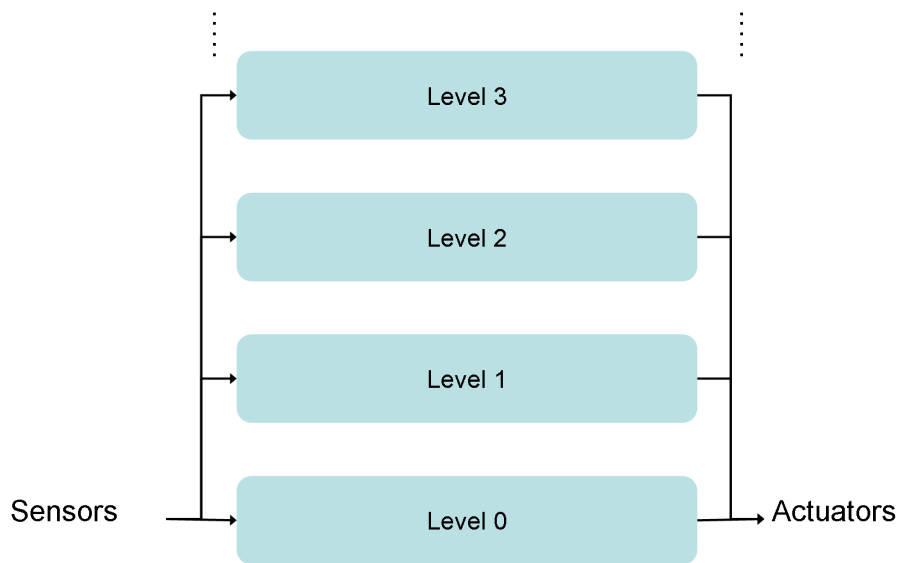 Level 3
Level 2
Level 1
Level 0
Sensors
Actuators